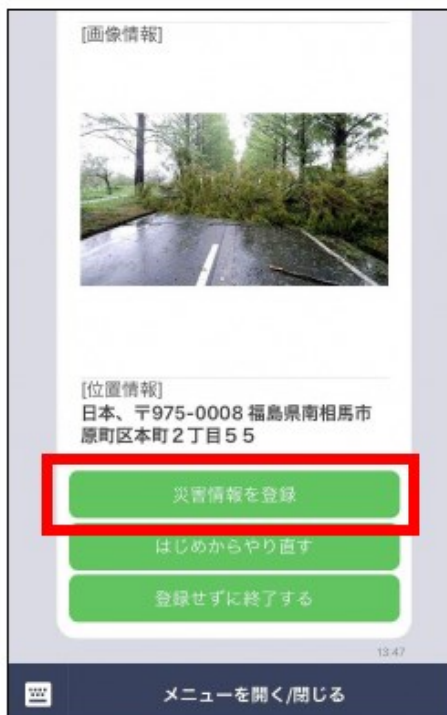 [画像情報]
[位置情報]
日本、〒975-0008 福島県南相馬市
原町区本町２丁目５５
災害情報を登録
はじめからやり直す
登録せずに終了する
13:47
メニューを開く/閉じる